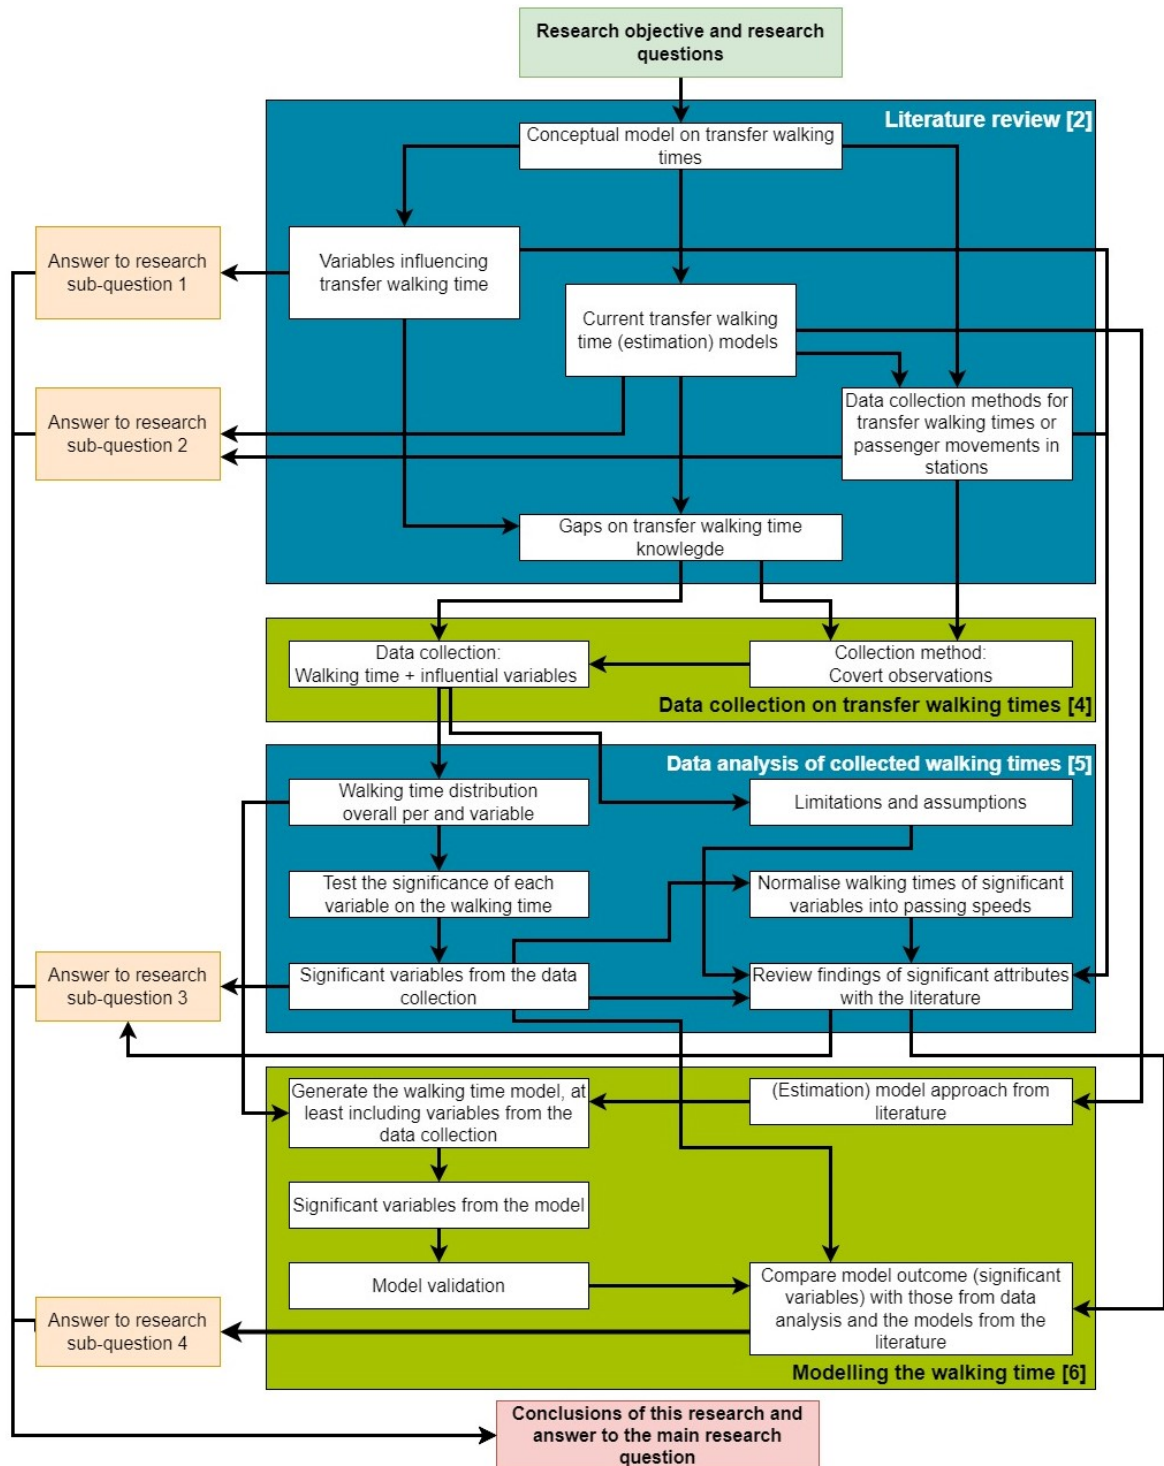 Research objective and research
questions
Literature review [2]
Conceptual model on transfer walking
times
Answer to research
sub-question 1
Variables influencing
transfer walking time
Current transfer walking
time (estimation) models
Answer to research
sub-question 2
Data collection methods for
transfer walking times or
passenger movements in
stations
Gaps on transfer walking time
knowlegde
Data collection:
Walking time + influential variables
Collection method:
Covert observations
Data collection on transfer walking times [4]
Data analysis of collected walking times [5]
Walking time distribution
overall per and variable
Limitations and assumptions
Test the significance of each
variable on the walking time
Normalise walking times of significant
variables into passing speeds
Answer to research
sub-question 3
Significant variables from the data
collection
Review findings of significant attributes
with the literature
Generate the walking time model, at
least including variables from the
data collection
(Estimation) model approach from
literature
Significant variables from the model
Model validation
Compare model outcome (significant
variables) with those from data
analysis and the models from the
literature
Answer to research
sub-question 4
Modelling the walking time [6]
Conclusions of this research and
answer to the main research
question